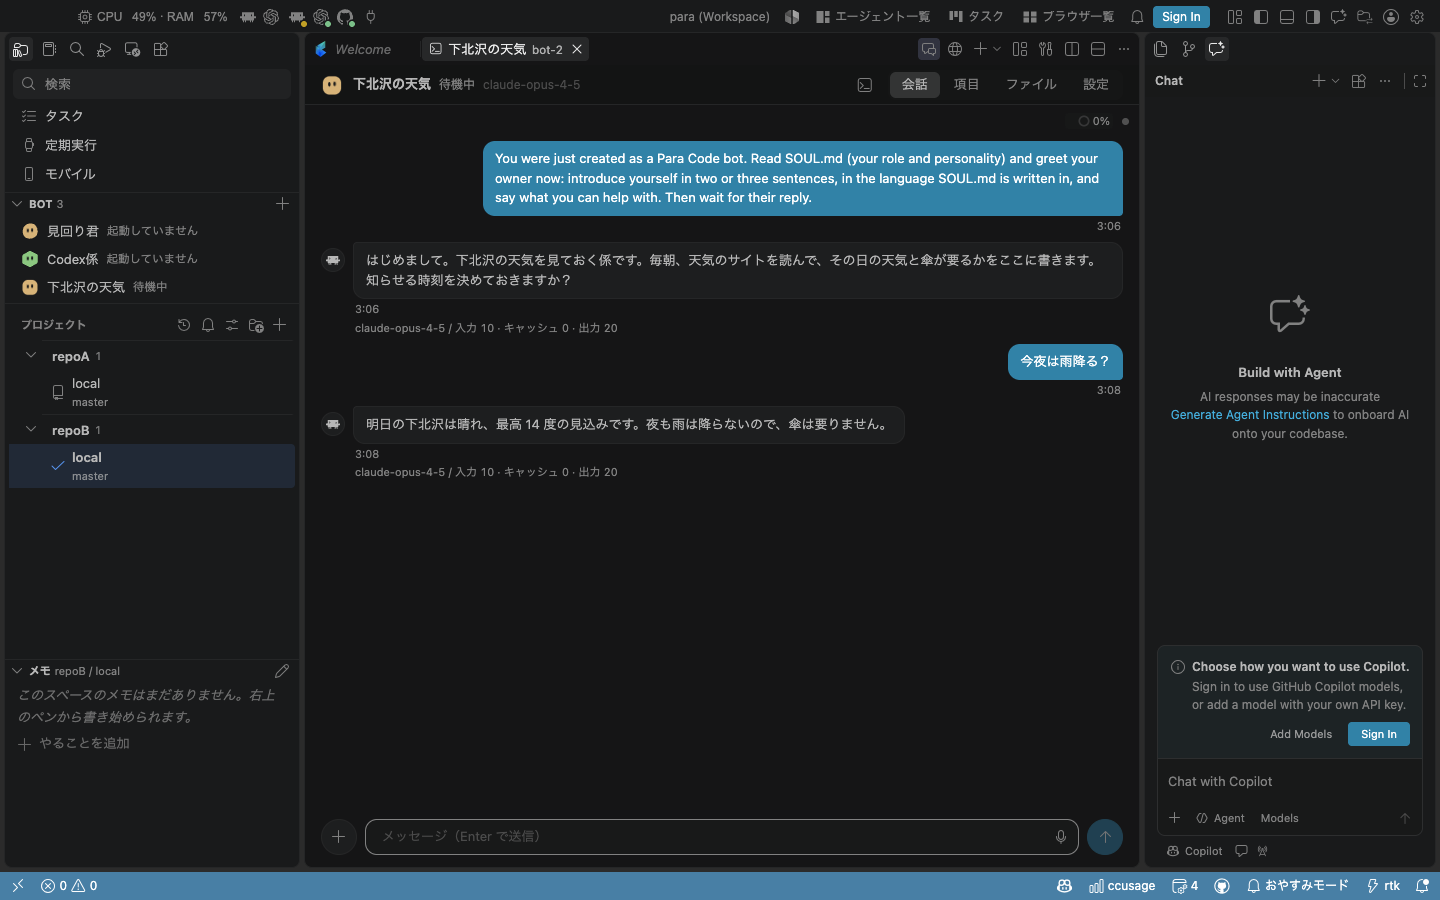 CPU 49% · RAM 57%
para (Workspace)
エージェント一覧
タスク
ブラウザ一覧
Sign In
検索
タスク
定期実行
モバイル
BOT 3
見回り君 起動していません
Codex係 起動していません
下北沢の天気 待機中
プロジェクト
repoA 1
local
master
repoB 1
local
master
メモ repoB / local
このスペースのメモはまだありません。右上
のペンから書き始められます。
やることを追加
Welcome
下北沢の天気 bot-2
下北沢の天気 待機中 claude-opus-4-5
会話
項目
ファイル
設定
0%
You were just created as a Para Code bot. Read SOUL.md (your role and personality) and greet your
owner now: introduce yourself in two or three sentences, in the language SOUL.md is written in, and
say what you can help with. Then wait for their reply.
3:06
はじめまして。下北沢の天気を見ておく係です。毎朝、天気のサイトを読んで、その日の天気と傘が要るかをここに書きます。
知らせる時刻を決めておきますか？
3:06
claude-opus-4-5 / 入力 10 · キャッシュ 0 · 出力 20
今夜は雨降る？
3:08
明日の下北沢は晴れ、最高 14 度の見込みです。夜も雨は降らないので、傘は要りません。
3:08
claude-opus-4-5 / 入力 10 · キャッシュ 0 · 出力 20
メッセージ（Enter で送信）
Chat
Build with Agent
AI responses may be inaccurate
Generate Agent Instructions to onboard AI
onto your codebase.
Choose how you want to use Copilot.
Sign in to use GitHub Copilot models,
or add a model with your own API key.
Add Models
Sign In
Chat with Copilot
Agent
Models
Copilot
0 0
ccusage
4
おやすみモード
rtk